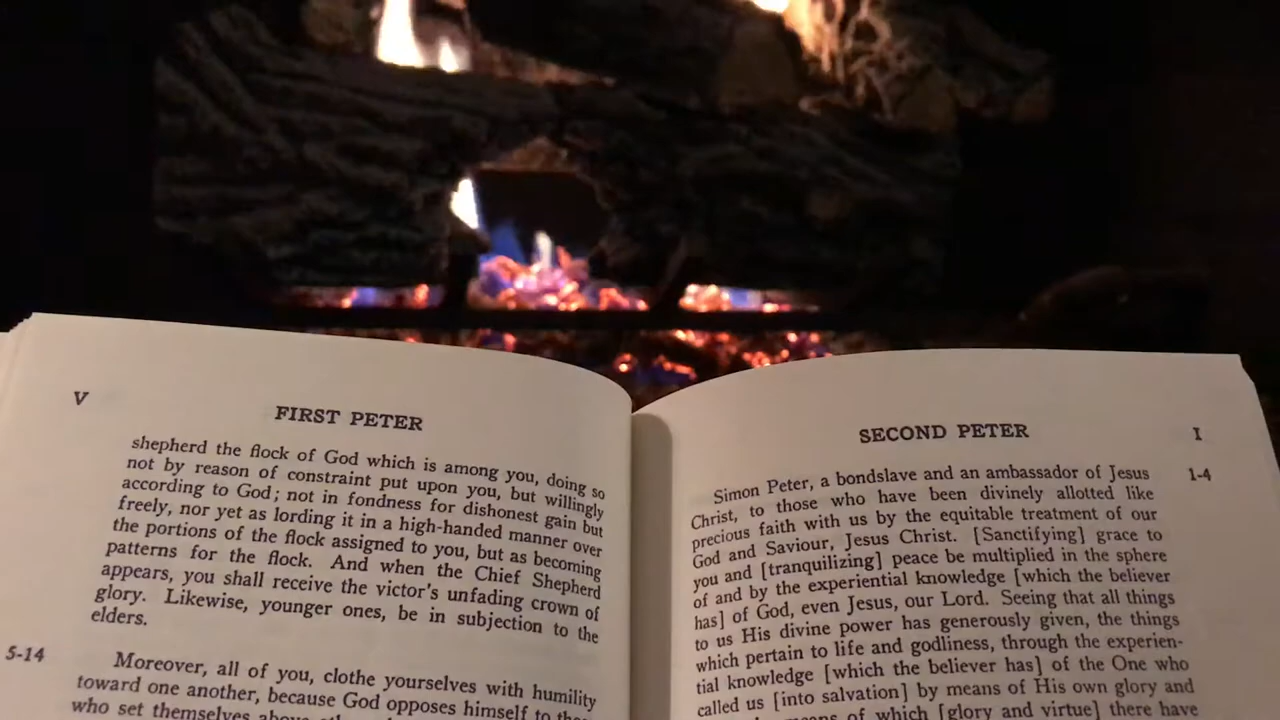 V
FIRST PETER
shepherd the flock of God which is among you, doing so
not by reason of constraint put upon you, but willingly
according to God; not in fondness for dishonest gain but
freely, nor yet as lording it in a high-handed manner over
the portions of the flock assigned to you, but as becoming
patterns for the flock. And when the Chief Shepherd
appears, you shall receive the victor's unfading crown of
glory. Likewise, younger ones, be in subjection to the
elders.
5-14
Moreover, all of you, clothe yourselves with humility
toward one another, because God opposes himself to
who set themselves
SECOND PETER
I
1-4
Simon Peter, a bondslave and an ambassador of Jesus
Christ, to those who have been divinely allotted like
precious faith with us by the equitable treatment of our
God and Saviour, Jesus Christ. [Sanctifying] grace to
you and [tranquilizing] peace be multiplied in the sphere
of and by the experiential knowledge [which the believer
has] of God, even Jesus, our Lord. Seeing that all things
to us His divine power has generously given, the things
which pertain to life and godliness, through the experien-
tial knowledge [which the believer has] of the One who
called us [into salvation] by means of His own glory and
means of which [glory and virtue] there have